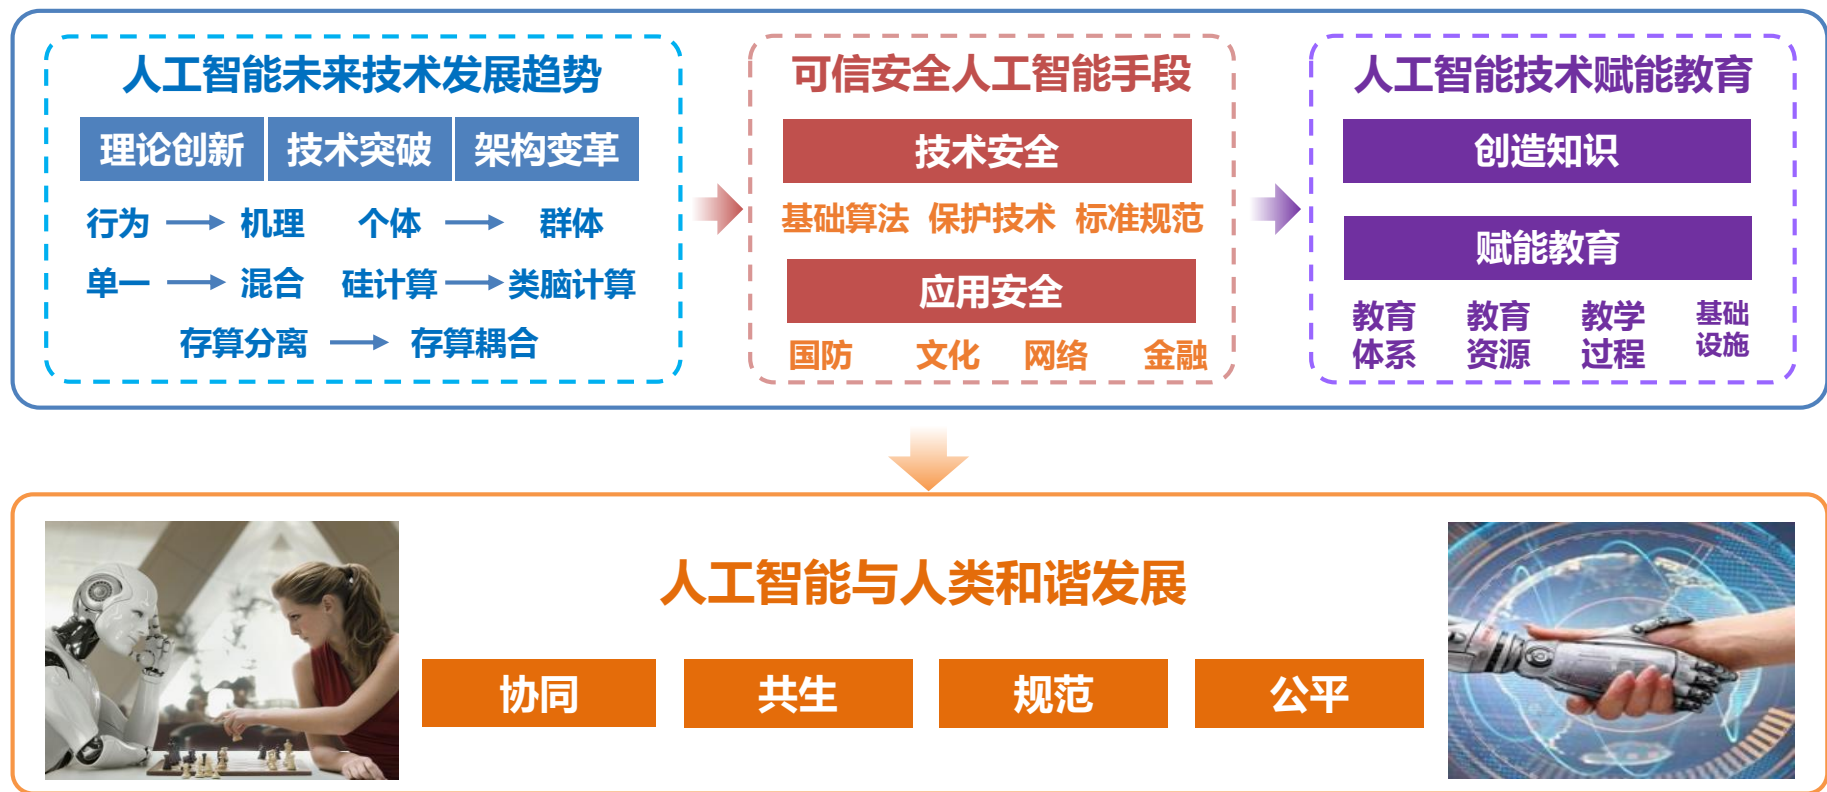 人工智能未来技术发展趋势
理论创新 技术突破 架构变革
行为 机理 个体 群体
单一 混合 硅计算 类脑计算
存算分离 存算耦合
可信安全人工智能手段
技术安全
基础算法 保护技术 标准规范
应用安全
国防 文化 网络 金融
人工智能技术赋能教育
创造知识
赋能教育
教育 教育 教学 基础
体系 资源 过程 设施
人工智能与人类和谐发展
协同 共生 规范 公平